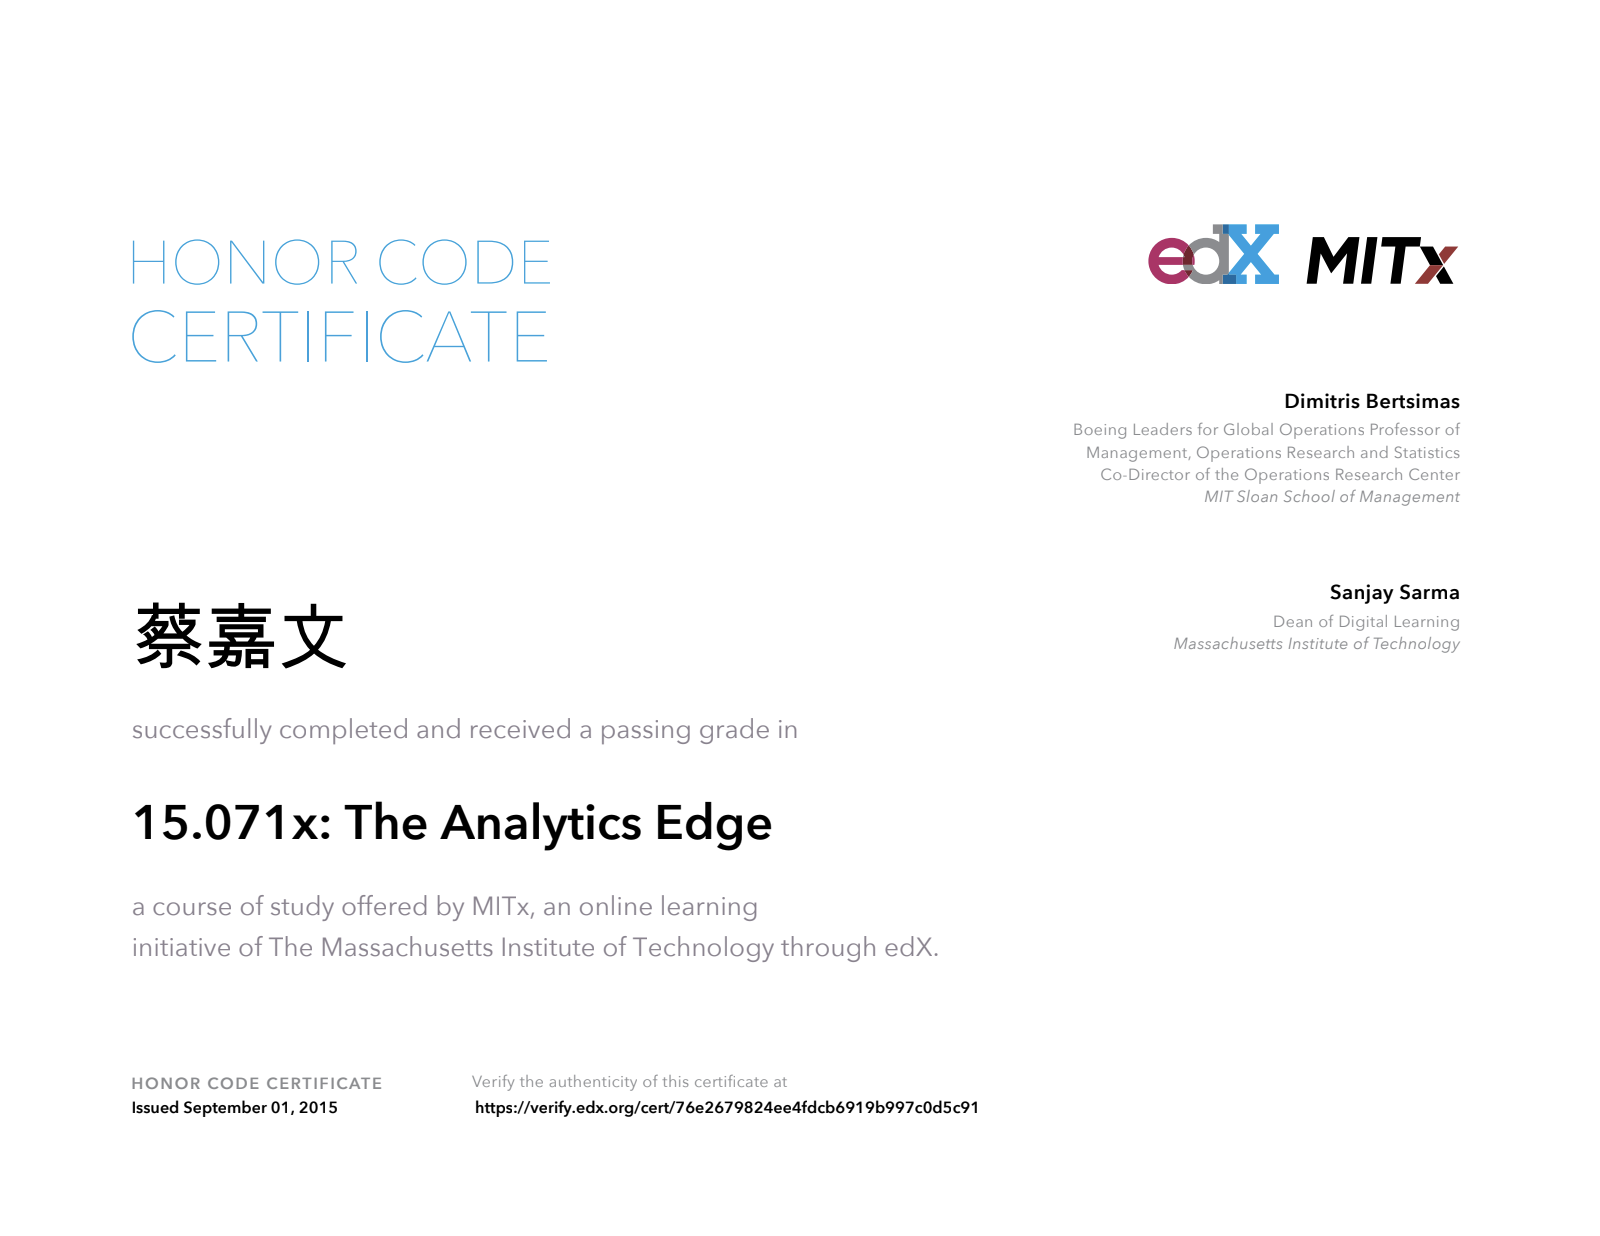 HONOR CODE
CERTIFICATE
edX MITx
Dimitris Bertsimas
Boeing Leaders for Global Operations Professor of
Management, Operations Research and Statistics
Co-Director of the Operations Research Center
MIT Sloan School of Management
Sanjay Sarma
Dean of Digital Learning
Massachusetts Institute of Technology
蔡嘉文
successfully completed and received a passing grade in
15.071x: The Analytics Edge
a course of study offered by MITx, an online learning
initiative of The Massachusetts Institute of Technology through edX.
HONOR CODE CERTIFICATE
Issued September 01, 2015
Verify the authenticity of this certificate at
https://verify.edx.org/cert/76e2679824ee4fdcb6919b997c0d5c91